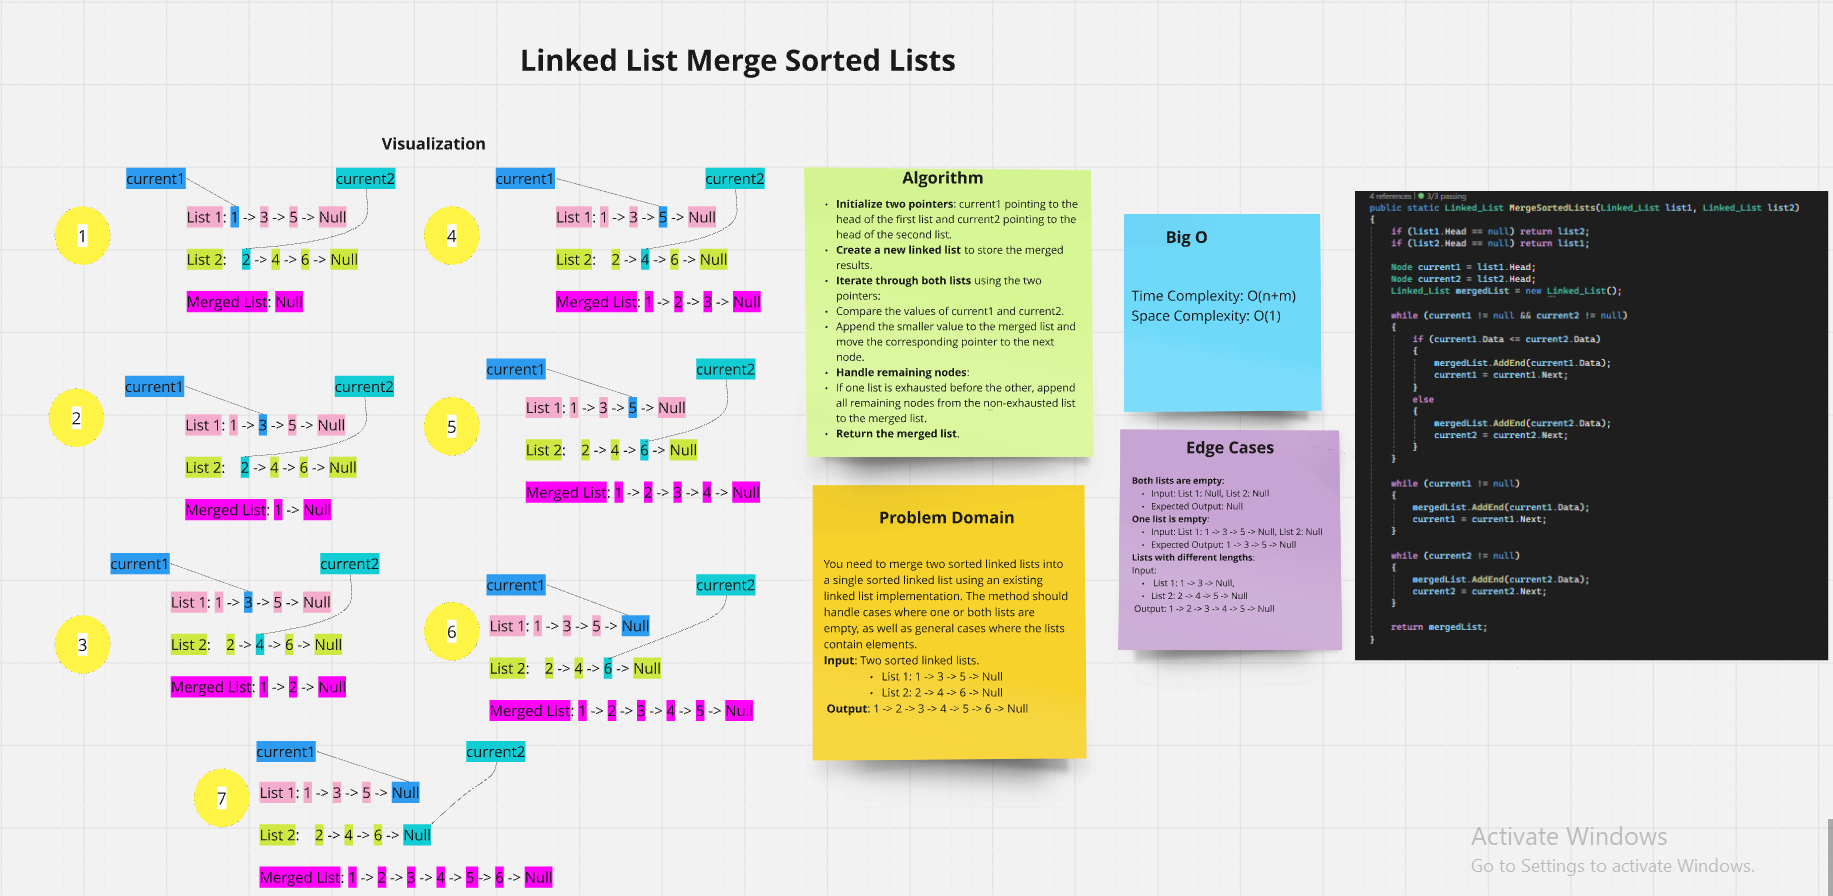 Linked List Merge Sorted Lists
Visualization
current1
current2
1
List 1: 1 -> 3 -> 5 -> Null
List 2: 2 -> 4 -> 6 -> Null
Merged List: Null
current1
current2
2
List 1: 1 -> 3 -> 5 -> Null
List 2: 2 -> 4 -> 6 -> Null
Merged List: 1 -> Null
current1
current2
3
List 1: 1 -> 3 -> 5 -> Null
List 2: 2 -> 4 -> 6 -> Null
Merged List: 1 -> 2 -> Null
current1
current2
4
List 1: 1 -> 3 -> 5 -> Null
List 2: 2 -> 4 -> 6 -> Null
Merged List: 1 -> 2 -> 3 -> Null
current1
current2
5
List 1: 1 -> 3 -> 5 -> Null
List 2: 2 -> 4 -> 6 -> Null
Merged List: 1 -> 2 -> 3 -> 4 -> Null
current1
current2
6
List 1: 1 -> 3 -> 5 -> Null
List 2: 2 -> 4 -> 6 -> Null
Merged List: 1 -> 2 -> 3 -> 4 -> 5 -> Null
current1
current2
7
List 1: 1 -> 3 -> 5 -> Null
List 2: 2 -> 4 -> 6 -> Null
Merged List: 1 -> 2 -> 3 -> 4 -> 5 -> 6 -> Null
Algorithm
• Initialize two pointers: current1 pointing to the
head of the first list and current2 pointing to the
head of the second list.
• Create a new linked list to store the merged
results.
• Iterate through both lists using the two
pointers:
• Compare the values of current1 and current2.
• Append the smaller value to the merged list and
move the corresponding pointer to the next
node.
• Handle remaining nodes:
• If one list is exhausted before the other, append
all remaining nodes from the non-exhausted list
to the merged list.
• Return the merged list.
Problem Domain
You need to merge two sorted linked lists into
a single sorted linked list using an existing
linked list implementation. The method should
handle cases where one or both lists are
empty, as well as general cases where the lists
contain elements.
Input: Two sorted linked lists.
• List 1: 1 -> 3 -> 5 -> Null
• List 2: 2 -> 4 -> 6 -> Null
Output: 1 -> 2 -> 3 -> 4 -> 5 -> 6 -> Null
Big O
Time Complexity: O(n+m)
Space Complexity: O(1)
Edge Cases
Both lists are empty:
• Input: List 1: Null, List 2: Null
• Expected Output: Null
One list is empty:
• Input: List 1: 1 -> 3 -> 5 -> Null, List 2: Null
• Expected Output: 1 -> 3 -> 5 -> Null
Lists with different lengths:
Input:
• List 1: 1 -> 3 -> Null,
• List 2: 2 -> 4 -> 5 -> Null
Output: 1 -> 2 -> 3 -> 4 -> 5 -> Null
4 references | 3/3 passing
public static Linked_List MergeSortedLists(Linked_List list1, Linked_List list2)
{
if (list1.Head == null) return list2;
if (list2.Head == null) return list1;
Node current1 = list1.Head;
Node current2 = list2.Head;
Linked_List mergedList = new Linked_List();
while (current1 != null && current2 != null)
{
if (current1.Data <= current2.Data)
{
mergedList.AddEnd(current1.Data);
current1 = current1.Next;
}
else
{
mergedList.AddEnd(current2.Data);
current2 = current2.Next;
}
}
while (current1 != null)
{
mergedList.AddEnd(current1.Data);
current1 = current1.Next;
}
while (current2 != null)
{
mergedList.AddEnd(current2.Data);
current2 = current2.Next;
}
return mergedList;
}
Activate Windows
Go to Settings to activate Windows.